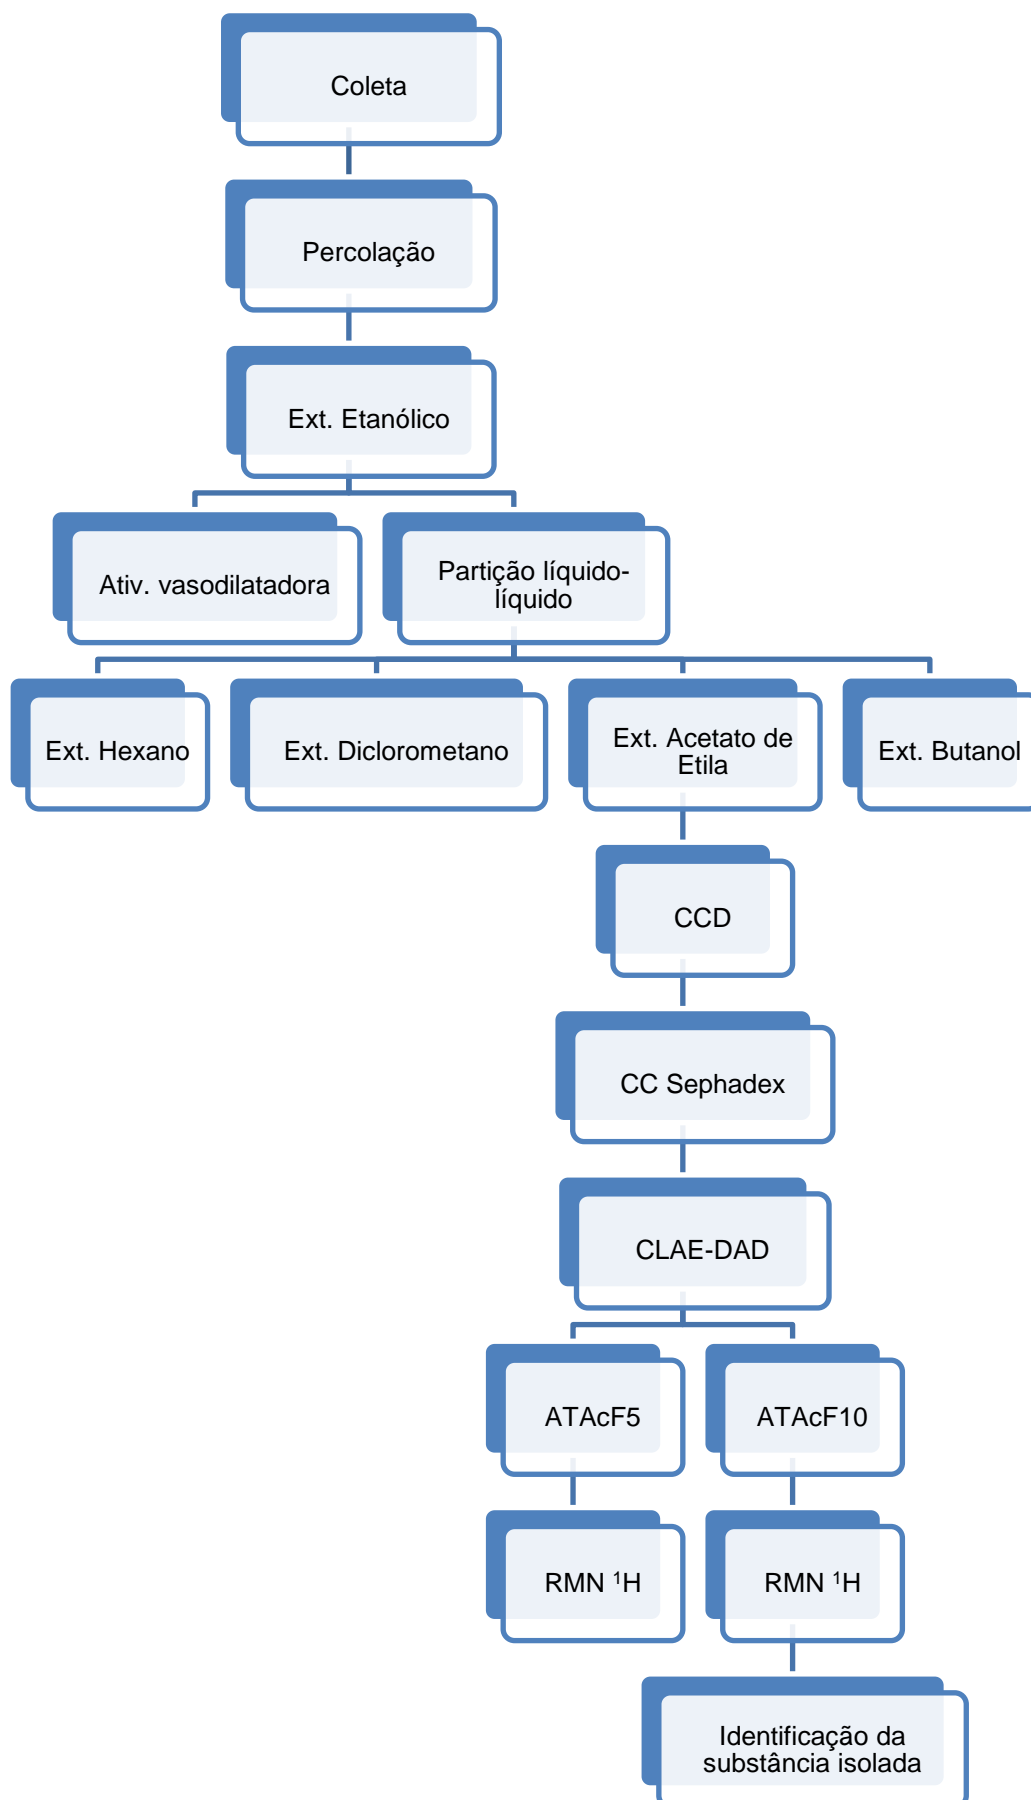 Coleta
Percolação
Ext. Etanólico
Ativ. vasodilatadora
Partição líquido-
líquido
Ext. Hexano
Ext. Diclorometano
Ext. Acetato de
Etila
Ext. Butanol
CCD
CC Sephadex
CLAE-DAD
ATAcF5
ATAcF10
RMN ¹H
RMN ¹H
Identificação da
substância isolada